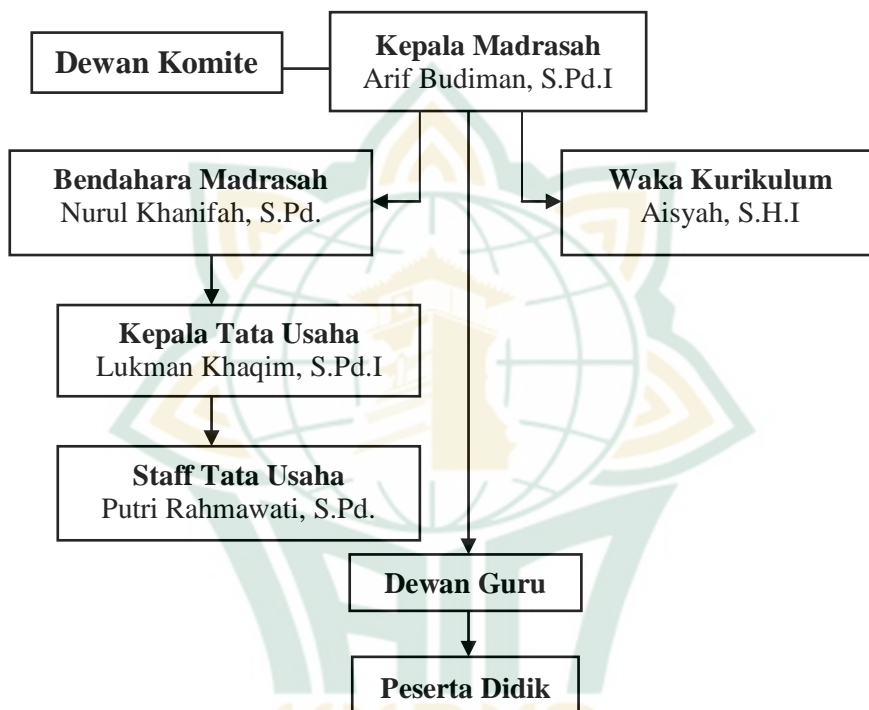 Kepala Madrasah
Arif Budiman, S.Pd.I
Dewan Komite
Bendahara Madrasah
Nurul Khanifah, S.Pd.
Waka Kurikulum
Aisyah, S.H.I
Kepala Tata Usaha
Lukman Khaqim, S.Pd.I
Staff Tata Usaha
Putri Rahmawati, S.Pd.
Dewan Guru
Peserta Didik